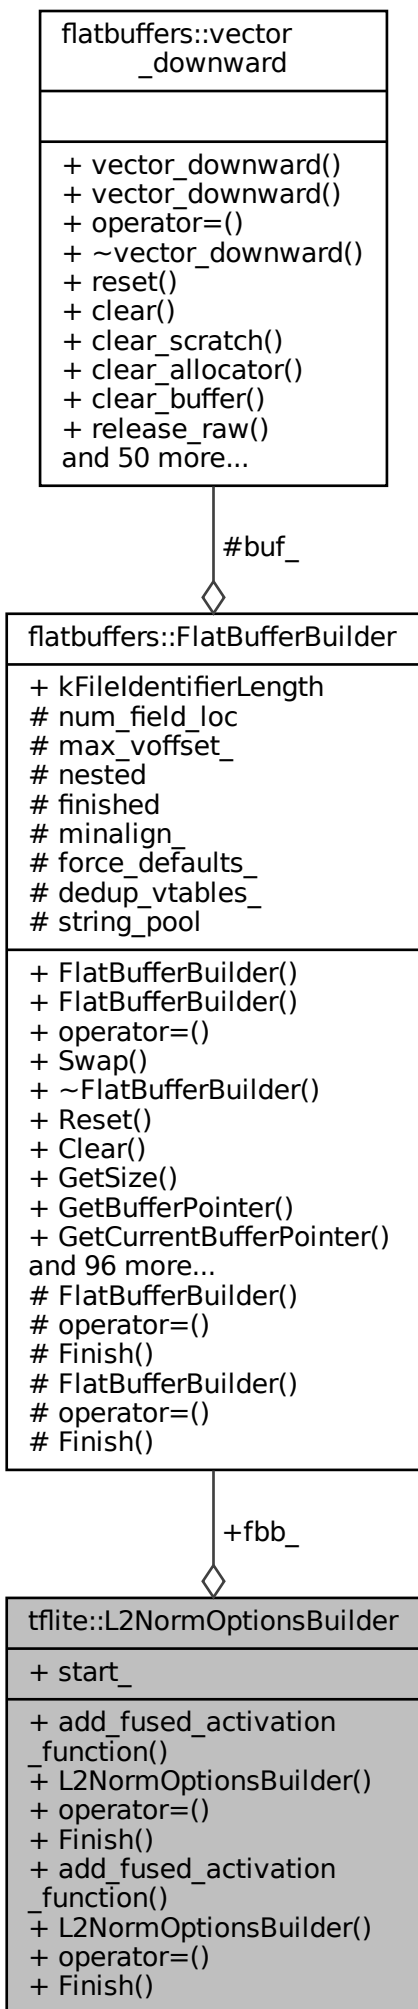 flatbuffers::vector
_downward
+ vector_downward()
+ vector_downward()
+ operator=()
+ ~vector_downward()
+ reset()
+ clear()
+ clear_scratch()
+ clear_allocator()
+ clear_buffer()
+ release_raw()
and 50 more...
#buf_
flatbuffers::FlatBufferBuilder
+ kFileIdentifierLength
# num_field_loc
# max_voffset_
# nested
# finished
# minalign_
# force_defaults_
# dedup_vtables_
# string_pool
+ FlatBufferBuilder()
+ FlatBufferBuilder()
+ operator=()
+ Swap()
+ ~FlatBufferBuilder()
+ Reset()
+ Clear()
+ GetSize()
+ GetBufferPointer()
+ GetCurrentBufferPointer()
and 96 more...
# FlatBufferBuilder()
# operator=()
# Finish()
# FlatBufferBuilder()
# operator=()
# Finish()
+fbb_
tflite::L2NormOptionsBuilder
+ start_
+ add_fused_activation
_function()
+ L2NormOptionsBuilder()
+ operator=()
+ Finish()
+ add_fused_activation
_function()
+ L2NormOptionsBuilder()
+ operator=()
+ Finish()